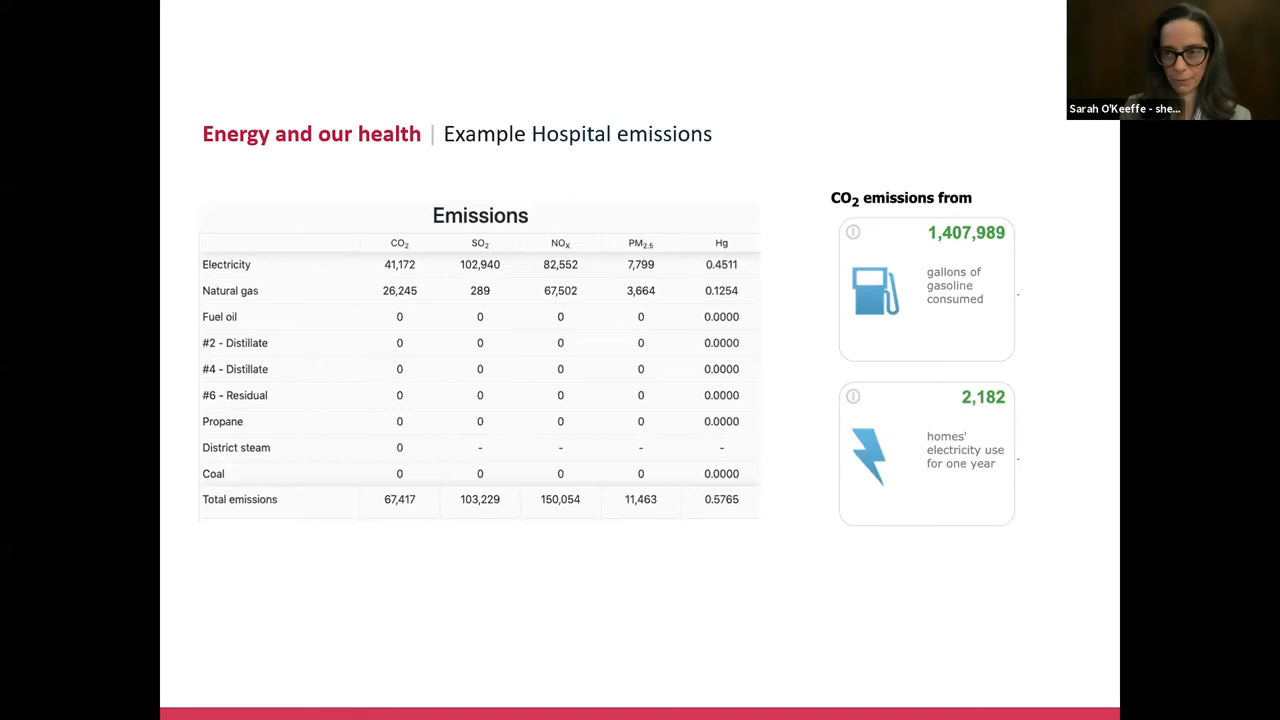 Sarah O'Keeffe - she...
Energy and our health | Example Hospital emissions
Emissions
CO₂ SO₂ NOₓ PM₂.₅ Hg
Electricity 41,172 102,940 82,552 7,799 0.4511
Natural gas 26,245 289 67,502 3,664 0.1254
Fuel oil 0 0 0 0 0.0000
#2 - Distillate 0 0 0 0 0.0000
#4 - Distillate 0 0 0 0 0.0000
#6 - Residual 0 0 0 0 0.0000
Propane 0 0 0 0 0.0000
District steam 0 - - - -
Coal 0 0 0 0 0.0000
Total emissions 67,417 103,229 150,054 11,463 0.5765
CO₂ emissions from
1,407,989
gallons of
gasoline
consumed
2,182
homes'
electricity use
for one year